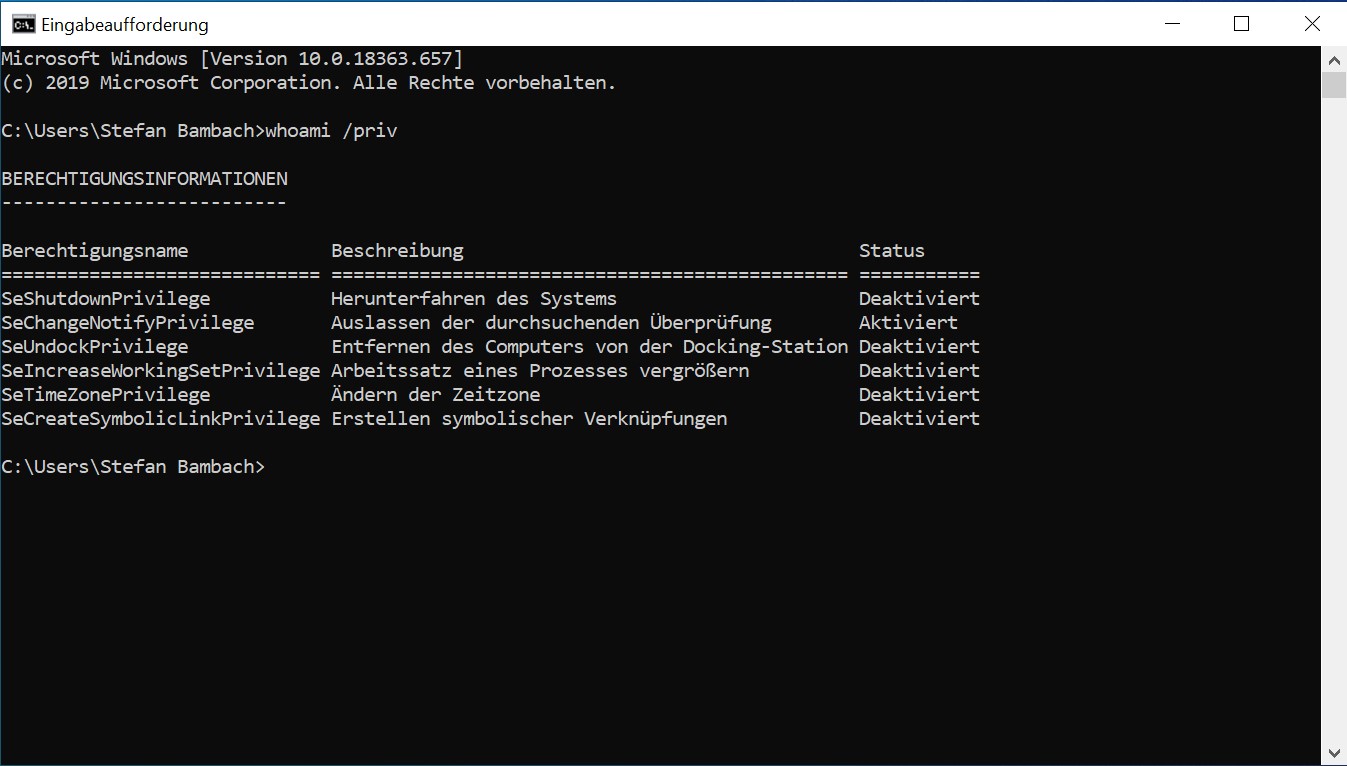 Eingabeaufforderung
Microsoft Windows [Version 10.0.18363.657]
(c) 2019 Microsoft Corporation. Alle Rechte vorbehalten.
C:\Users\Stefan Bambach>whoami /priv
BERECHTIGUNGSINFORMATIONEN
--------------------------
Berechtigungsname             Beschreibung                                    Status
============================= =============================================== ===========
SeShutdownPrivilege           Herunterfahren des Systems                      Deaktiviert
SeChangeNotifyPrivilege       Auslassen der durchsuchenden Überprüfung        Aktiviert
SeUndockPrivilege             Entfernen des Computers von der Docking-Station Deaktiviert
SeIncreaseWorkingSetPrivilege Arbeitssatz eines Prozesses vergrößern          Deaktiviert
SeTimeZonePrivilege           Ändern der Zeitzone                             Deaktiviert
SeCreateSymbolicLinkPrivilege Erstellen symbolischer Verknüpfungen            Deaktiviert
C:\Users\Stefan Bambach>